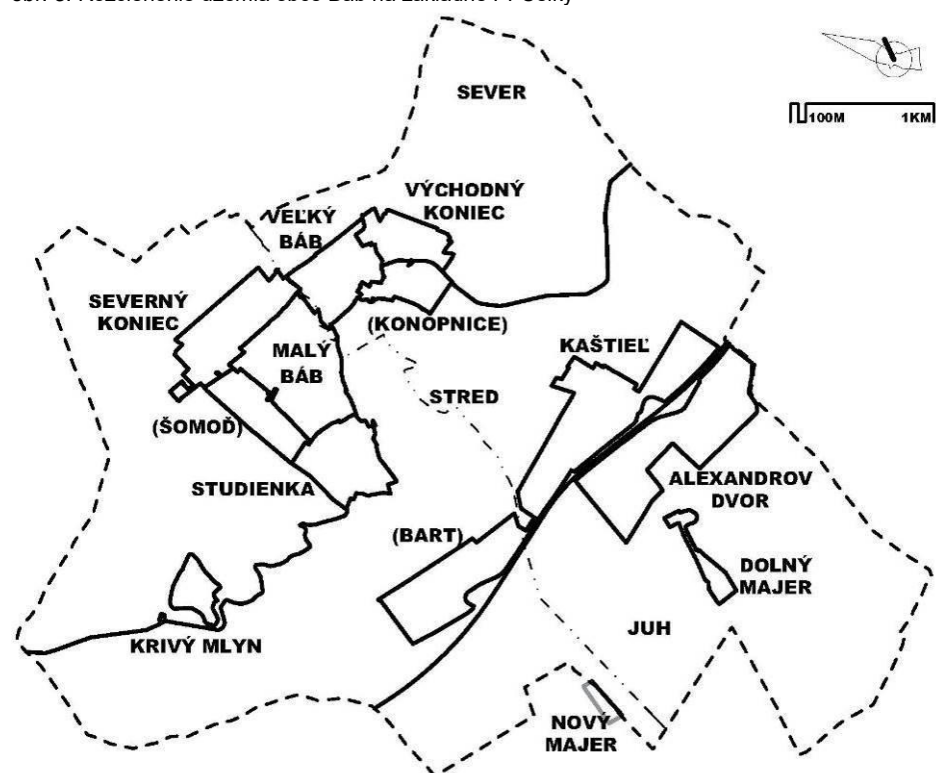 SEVER
100M 1KM
VÝCHODNÝ
KONIEC
VEĽKÝ
BÁB
SEVERNÝ
KONIEC
(KONOPNICE)
MALÝ
BÁB
KAŠTIEĽ
STRED
(ŠOMOĎ)
STUDIENKA
ALEXANDROV
DVOR
(BART)
DOLNÝ
MAJER
JUH
KRIVÝ MLYN
NOVÝ
MAJER